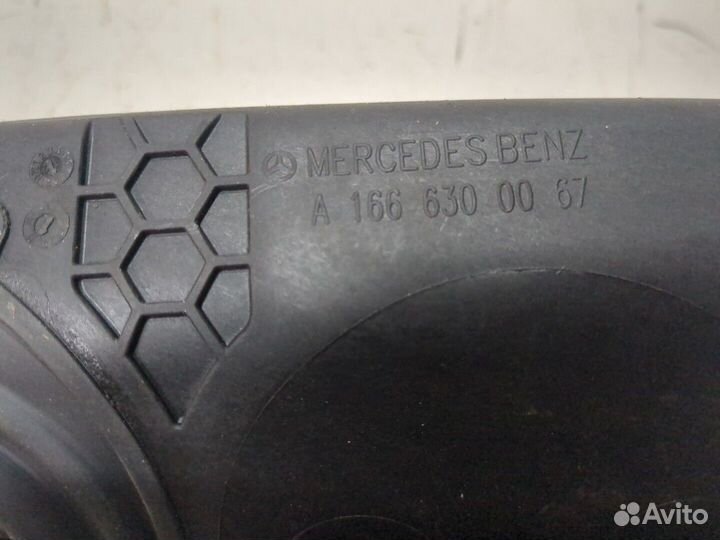 MERCEDES BENZ
A 166 630 00 67
Avito